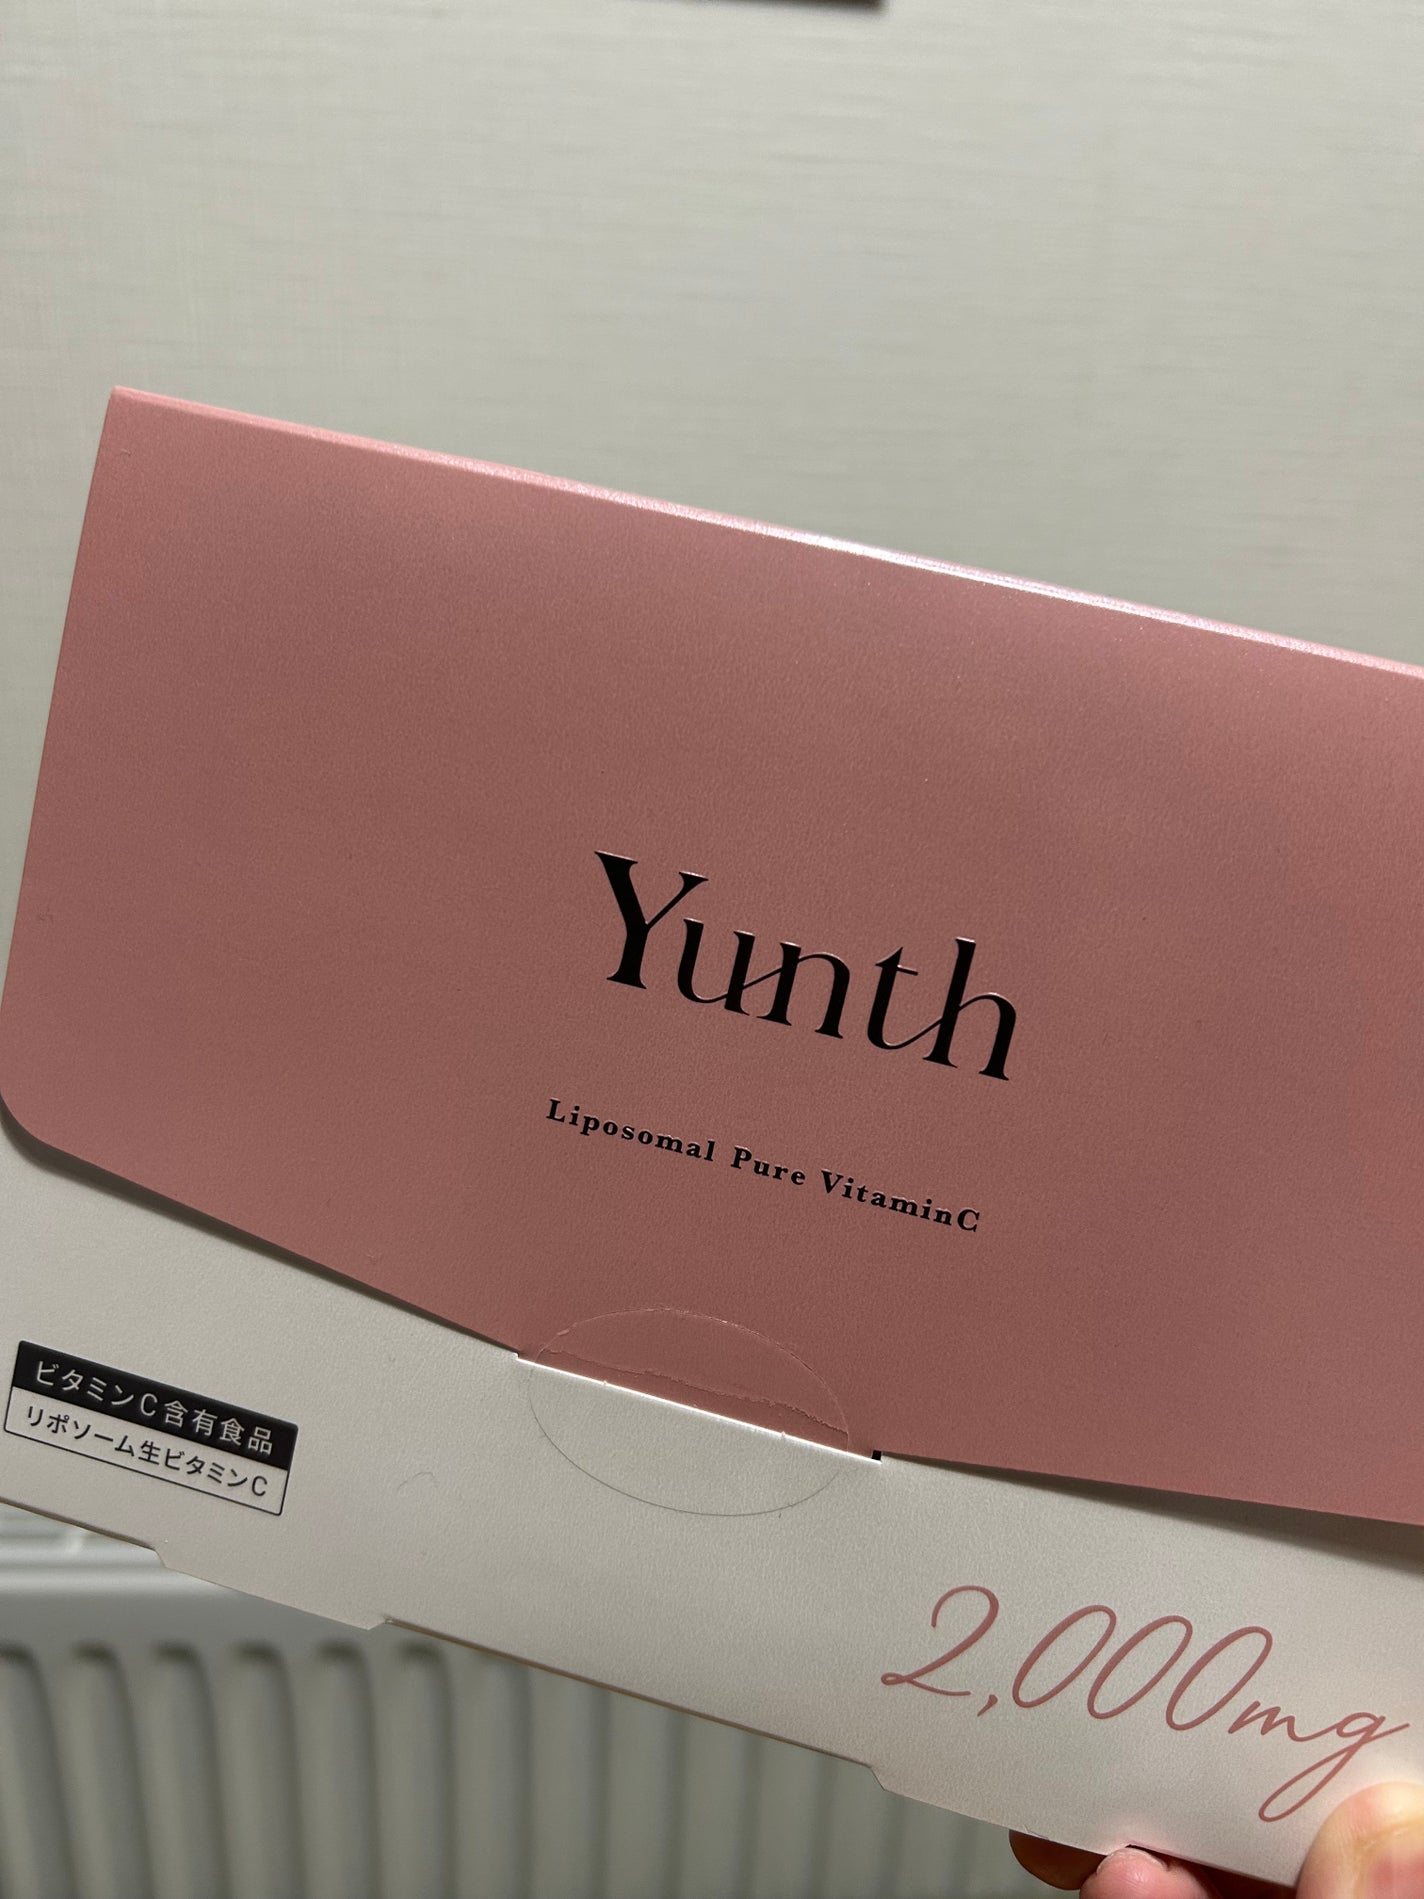 Yunth
Liposomal Pure VitaminC
ビタミンC含有食品
リポソーム生ビタミンC
2,000mg